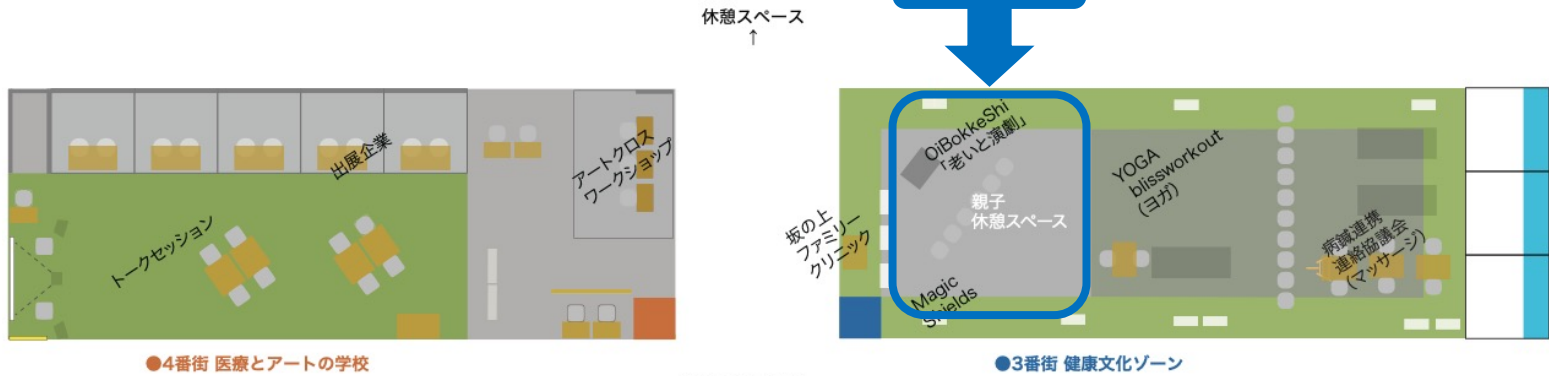 休憩スペース
↑
出展企業
アートクロス
ワークショップ
トークセッション
●4番街 医療とアートの学校
OiBokkeShi
「老いと演劇」
親子
休憩スペース
坂の上
ファミリー
クリニック
Magic
Shields
YOGA
blissworkout
(ヨガ)
病鍼連携
連絡協議会
(マッサージ)
●3番街 健康文化ゾーン